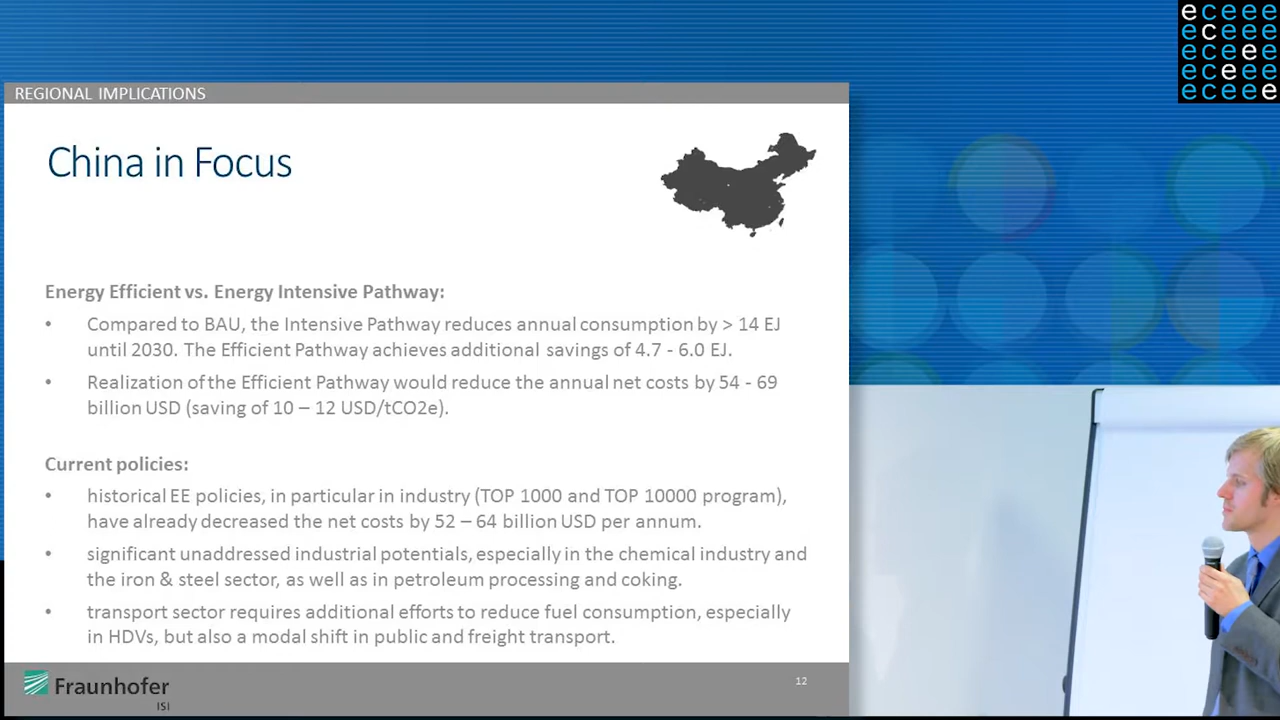 eceee
eceee
eceee
eceee
eceee
REGIONAL IMPLICATIONS
China in Focus
Energy Efficient vs. Energy Intensive Pathway:
• Compared to BAU, the Intensive Pathway reduces annual consumption by > 14 EJ
until 2030. The Efficient Pathway achieves additional savings of 4.7 - 6.0 EJ.
• Realization of the Efficient Pathway would reduce the annual net costs by 54 - 69
billion USD (saving of 10 – 12 USD/tCO2e).
Current policies:
• historical EE policies, in particular in industry (TOP 1000 and TOP 10000 program),
have already decreased the net costs by 52 – 64 billion USD per annum.
• significant unaddressed industrial potentials, especially in the chemical industry and
the iron & steel sector, as well as in petroleum processing and coking.
• transport sector requires additional efforts to reduce fuel consumption, especially
in HDVs, but also a modal shift in public and freight transport.
Fraunhofer
ISI
12